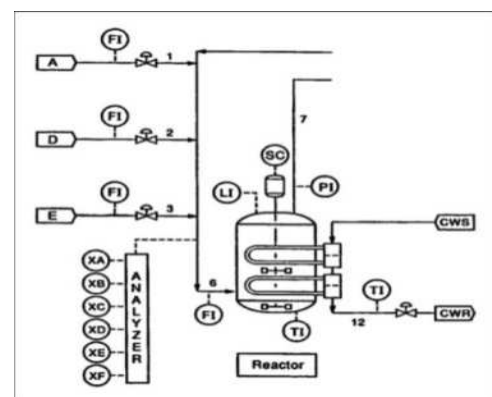 FI
A
1
FI
D
2
7
SC
FI
LI
PI
E
3
CWS
XA
XB
XC
XD
XE
XF
ANALYZER
6
FI
TI
TI
12
CWR
Reactor